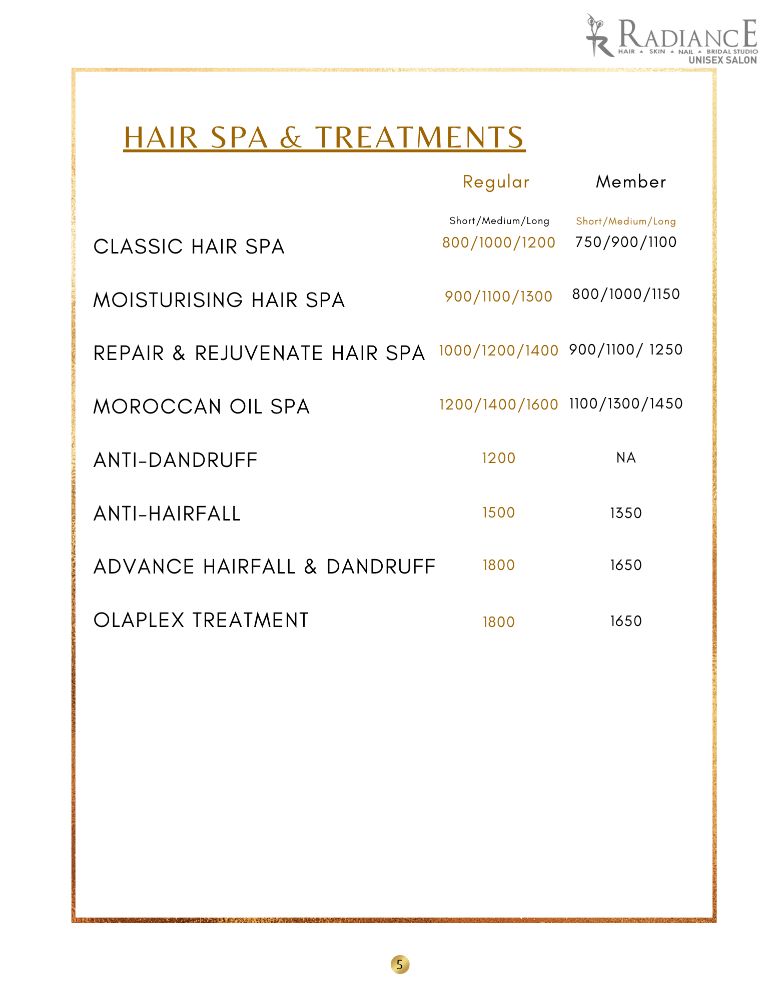 RADIANCE
HAIR • SKIN • NAIL • BRIDAL STUDIO
UNISEX SALON
HAIR SPA & TREATMENTS
Regular Member
Short/Medium/Long Short/Medium/Long
CLASSIC HAIR SPA 800/1000/1200 750/900/1100
MOISTURISING HAIR SPA 900/1100/1300 800/1000/1150
REPAIR & REJUVENATE HAIR SPA 1000/1200/1400 900/1100/ 1250
MOROCCAN OIL SPA 1200/1400/1600 1100/1300/1450
ANTI-DANDRUFF 1200 NA
ANTI-HAIRFALL 1500 1350
ADVANCE HAIRFALL & DANDRUFF 1800 1650
OLAPLEX TREATMENT 1800 1650
5